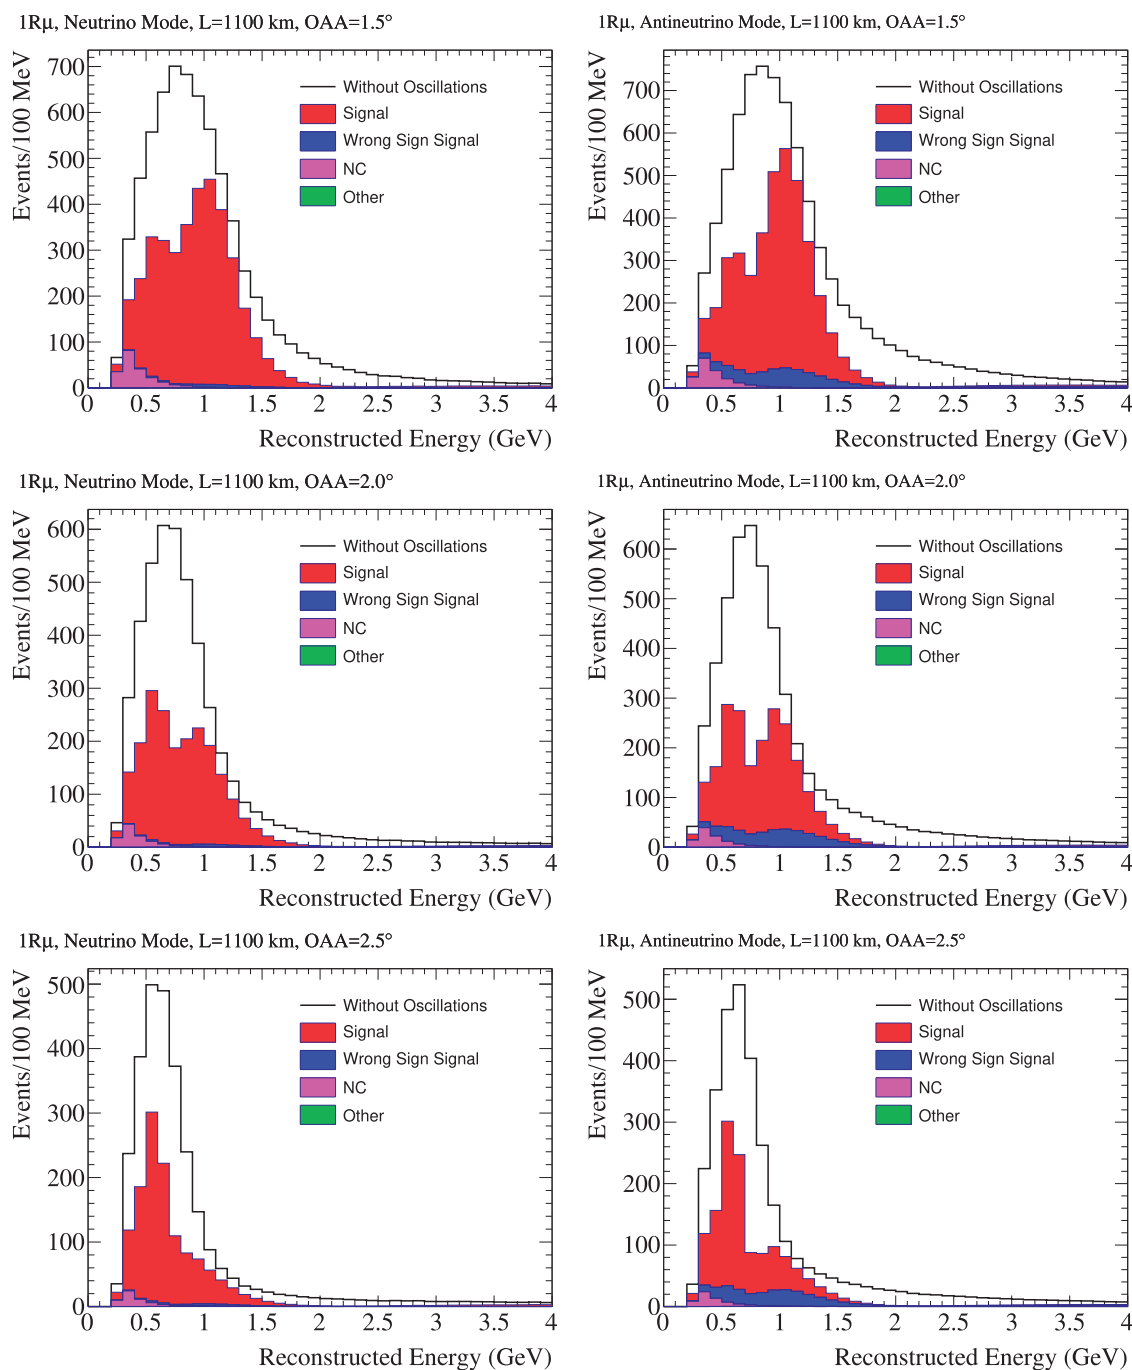 1Rμ, Neutrino Mode, L=1100 km, OAA=1.5°
Events/100 MeV
700
600
500
400
300
200
100
0
Without Oscillations
Signal
Wrong Sign Signal
NC
Other
0 0.5 1 1.5 2 2.5 3 3.5 4
Reconstructed Energy (GeV)
1Rμ, Antineutrino Mode, L=1100 km, OAA=1.5°
Events/100 MeV
700
600
500
400
300
200
100
0
Without Oscillations
Signal
Wrong Sign Signal
NC
Other
0 0.5 1 1.5 2 2.5 3 3.5 4
Reconstructed Energy (GeV)
1Rμ, Neutrino Mode, L=1100 km, OAA=2.0°
Events/100 MeV
600
500
400
300
200
100
0
Without Oscillations
Signal
Wrong Sign Signal
NC
Other
0 0.5 1 1.5 2 2.5 3 3.5 4
Reconstructed Energy (GeV)
1Rμ, Antineutrino Mode, L=1100 km, OAA=2.0°
Events/100 MeV
600
500
400
300
200
100
0
Without Oscillations
Signal
Wrong Sign Signal
NC
Other
0 0.5 1 1.5 2 2.5 3 3.5 4
Reconstructed Energy (GeV)
1Rμ, Neutrino Mode, L=1100 km, OAA=2.5°
Events/100 MeV
500
400
300
200
100
0
Without Oscillations
Signal
Wrong Sign Signal
NC
Other
0 0.5 1 1.5 2 2.5 3 3.5 4
Reconstructed Energy (GeV)
1Rμ, Antineutrino Mode, L=1100 km, OAA=2.5°
Events/100 MeV
500
400
300
200
100
0
Without Oscillations
Signal
Wrong Sign Signal
NC
Other
0 0.5 1 1.5 2 2.5 3 3.5 4
Reconstructed Energy (GeV)